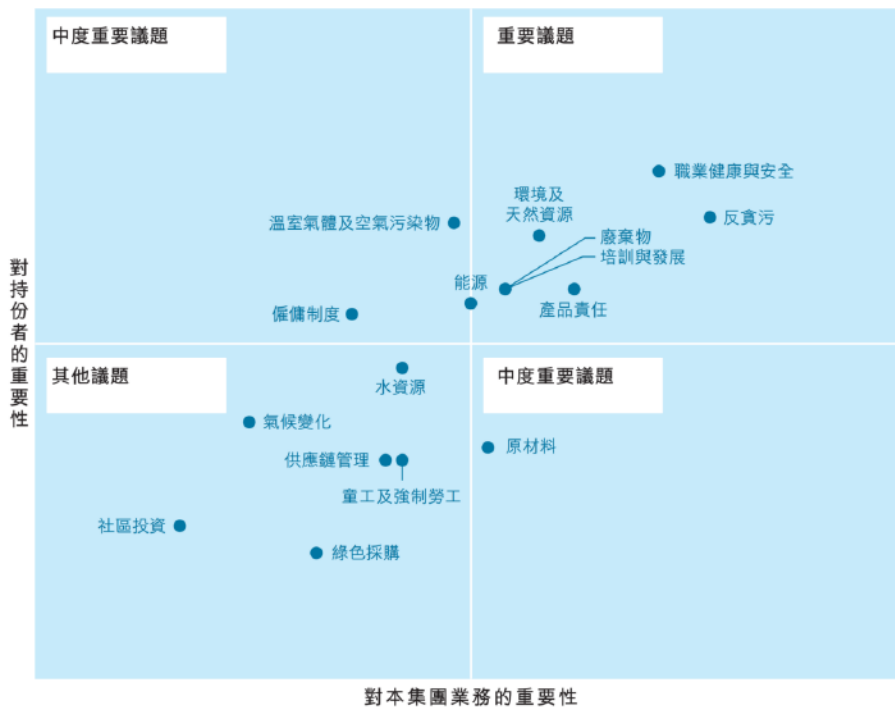 中度重要議題
重要議題
職業健康與安全
環境及
天然資源
反貪污
溫室氣體及空氣污染物
廢棄物
培訓與發展
能源
產品責任
僱傭制度
對持份者的重要性
其他議題
中度重要議題
水資源
氣候變化
原材料
供應鏈管理
童工及強制勞工
社區投資
綠色採購
對本集團業務的重要性